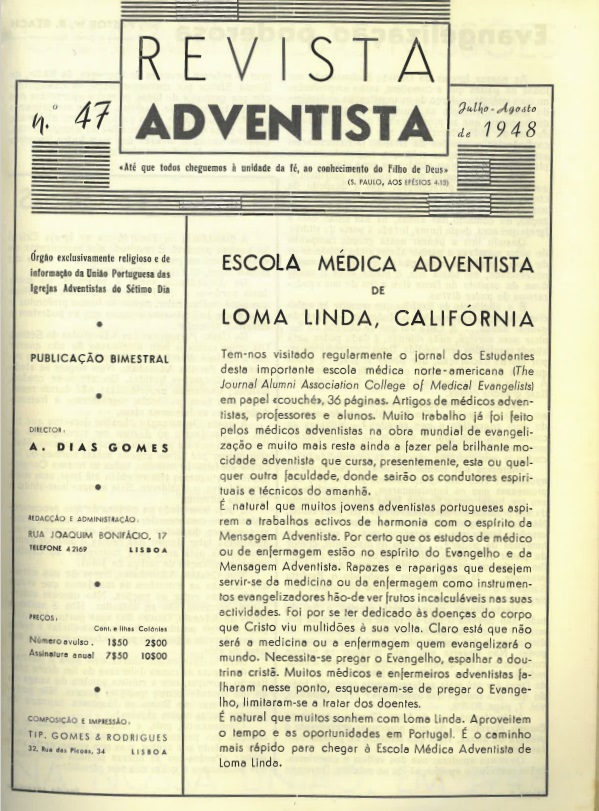 REVISTA
ADVENTISTA
n.º 47
Julho-Agosto
de 1948
«Até que todos cheguemos à unidade da fé, ao conhecimento do Filho de Deus»
(S. PAULO, AOS EFÉSIOS 4-13)
Órgão exclusivamente religioso e de
informação da União Portuguesa das
Igrejas Adventistas do Sétimo Dia
PUBLICAÇÃO BIMESTRAL
DIRECTOR:
A. DIAS GOMES
REDACÇÃO E ADMINISTRAÇÃO:
RUA JOAQUIM BONIFÁCIO, 17
TELEFONE 42169 LISBOA
PREÇOS:
Cont. e Ilhas Colónias
Número avulso. 1$50 2$00
Assinatura anual 7$50 10$00
COMPOSIÇÃO E IMPRESSÃO:
TIP. GOMES & RODRIGUES
32, Rua das Picoas, 34 LISBOA
ESCOLA MÉDICA ADVENTISTA
DE
LOMA LINDA, CALIFÓRNIA
Tem-nos visitado regularmente o jornal dos Estudantes
desta importante escola médica norte-americana (The
Journal Alumni Association College of Medical Evangelists)
em papel «couché», 36 páginas. Artigos de médicos adven-
tistas, professores e alunos. Muito trabalho já foi feito
pelos médicos adventistas na obra mundial de evangeli-
zação e muito mais resta ainda a fazer pela brilhante mo-
cidade adventista que cursa, presentemente, esta ou qual-
quer outra faculdade, donde sairão os condutores espiri-
tuais e técnicos do amanhã.
É natural que muitos jovens adventistas portugueses aspi-
rem a trabalhos activos de harmonia com o espírito da
Mensagem Adventista. Por certo que os estudos de médico
ou de enfermagem estão no espírito do Evangelho e da
Mensagem Adventista. Rapazes e raparigas que desejem
servir-se da medicina ou da enfermagem como instrumen-
tos evangelizadores hão-de ver frutos incalculáveis nas suas
actividades. Foi por se ter dedicado às doenças do corpo
que Cristo viu multidões à sua volta. Claro está que não
será a medicina ou a enfermagem quem evangelizará o
mundo. Necessita-se pregar o Evangelho, espalhar a dou-
trina cristã. Muitos médicos e enfermeiros adventistas fa-
lharam nesse ponto, esqueceram-se de pregar o Evange-
lho, limitaram-se a tratar dos doentes.
É natural que muitos sonhem com Loma Linda. Aproveitem
o tempo e as oportunidades em Portugal. É o caminho
mais rápido para chegar à Escola Médica Adventista de
Loma Linda.